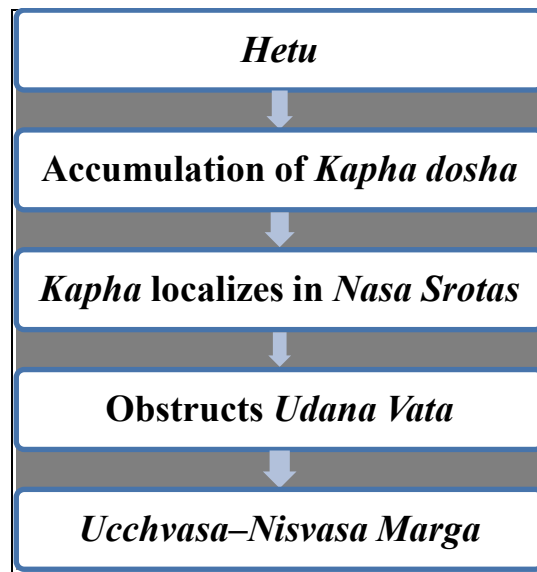 Hetu
Accumulation of Kapha dosha
Kapha localizes in Nasa Srotas
Obstructs Udana Vata
Ucchvasa–Nisvasa Marga